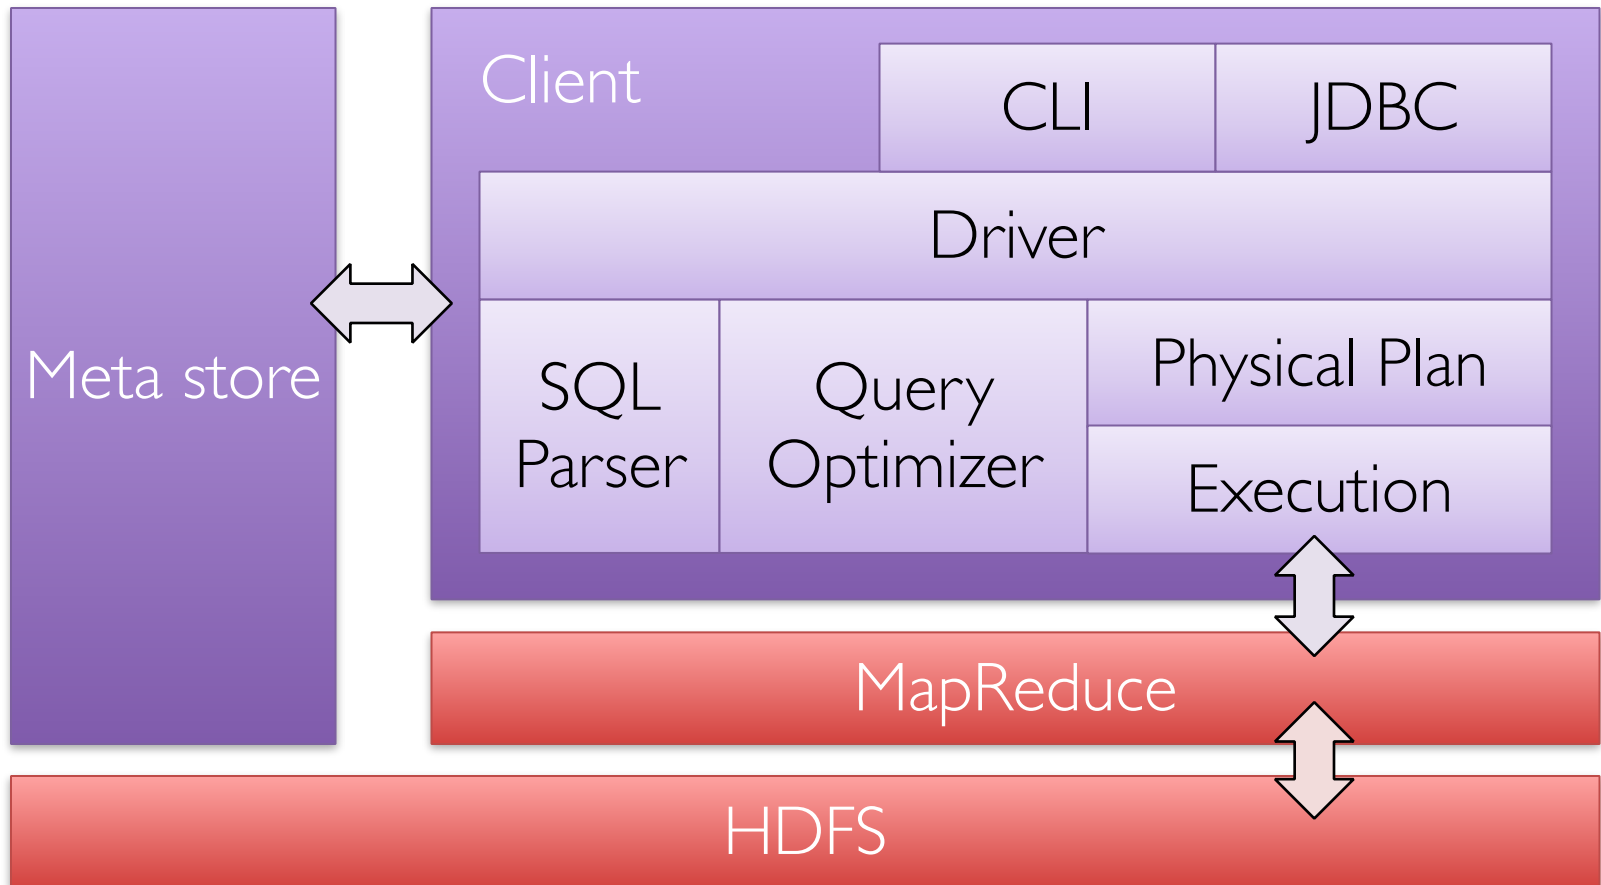 Client
CLI
JDBC
Driver
Meta store
SQL
Parser
Query
Optimizer
Physical Plan
Execution
MapReduce
HDFS